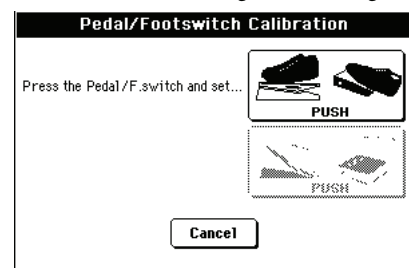 Pedal/Footswitch Calibration
Press the Pedal/F.switch and set...
PUSH
PUSH
Cancel